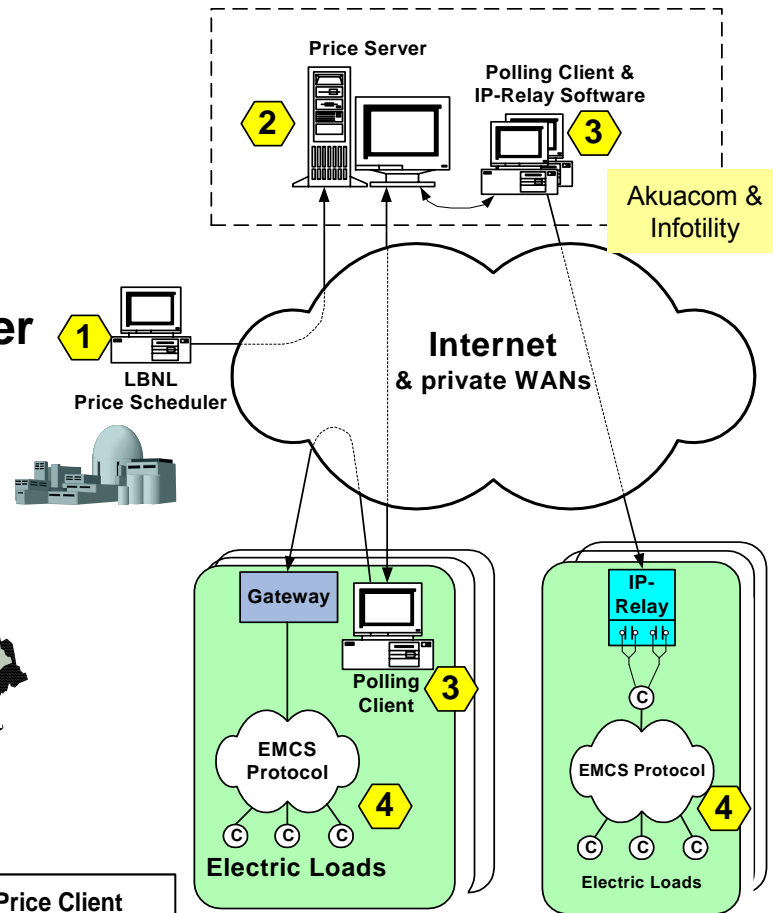 Price Server
Polling Client &
IP-Relay Software
2
3
Akuacom &
Infotility
er
1
LBNL
Price Scheduler
Internet
& private WANs
Gateway
Polling
Client
3
EMCS
Protocol
4
C C C
Electric Loads
IP-
Relay
C
EMCS Protocol
4
C C C
Electric Loads
Price Client